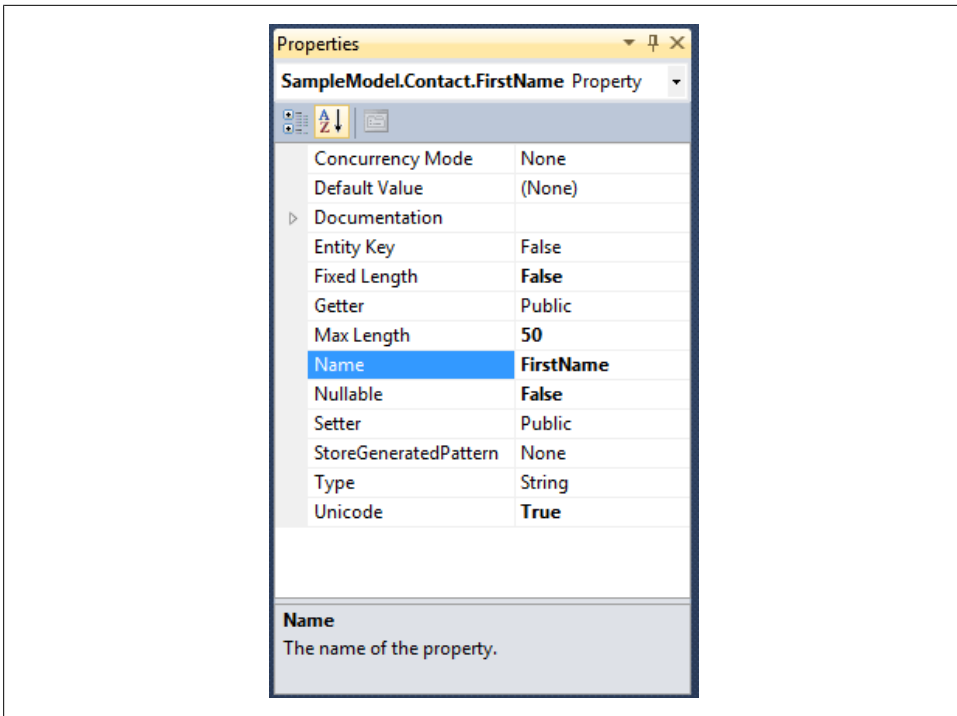 Properties
SampleModel.Contact.FirstName Property
A
Z
Concurrency Mode None
Default Value (None)
Documentation
Entity Key False
Fixed Length False
Getter Public
Max Length 50
Name FirstName
Nullable False
Setter Public
StoreGeneratedPattern None
Type String
Unicode True
Name
The name of the property.